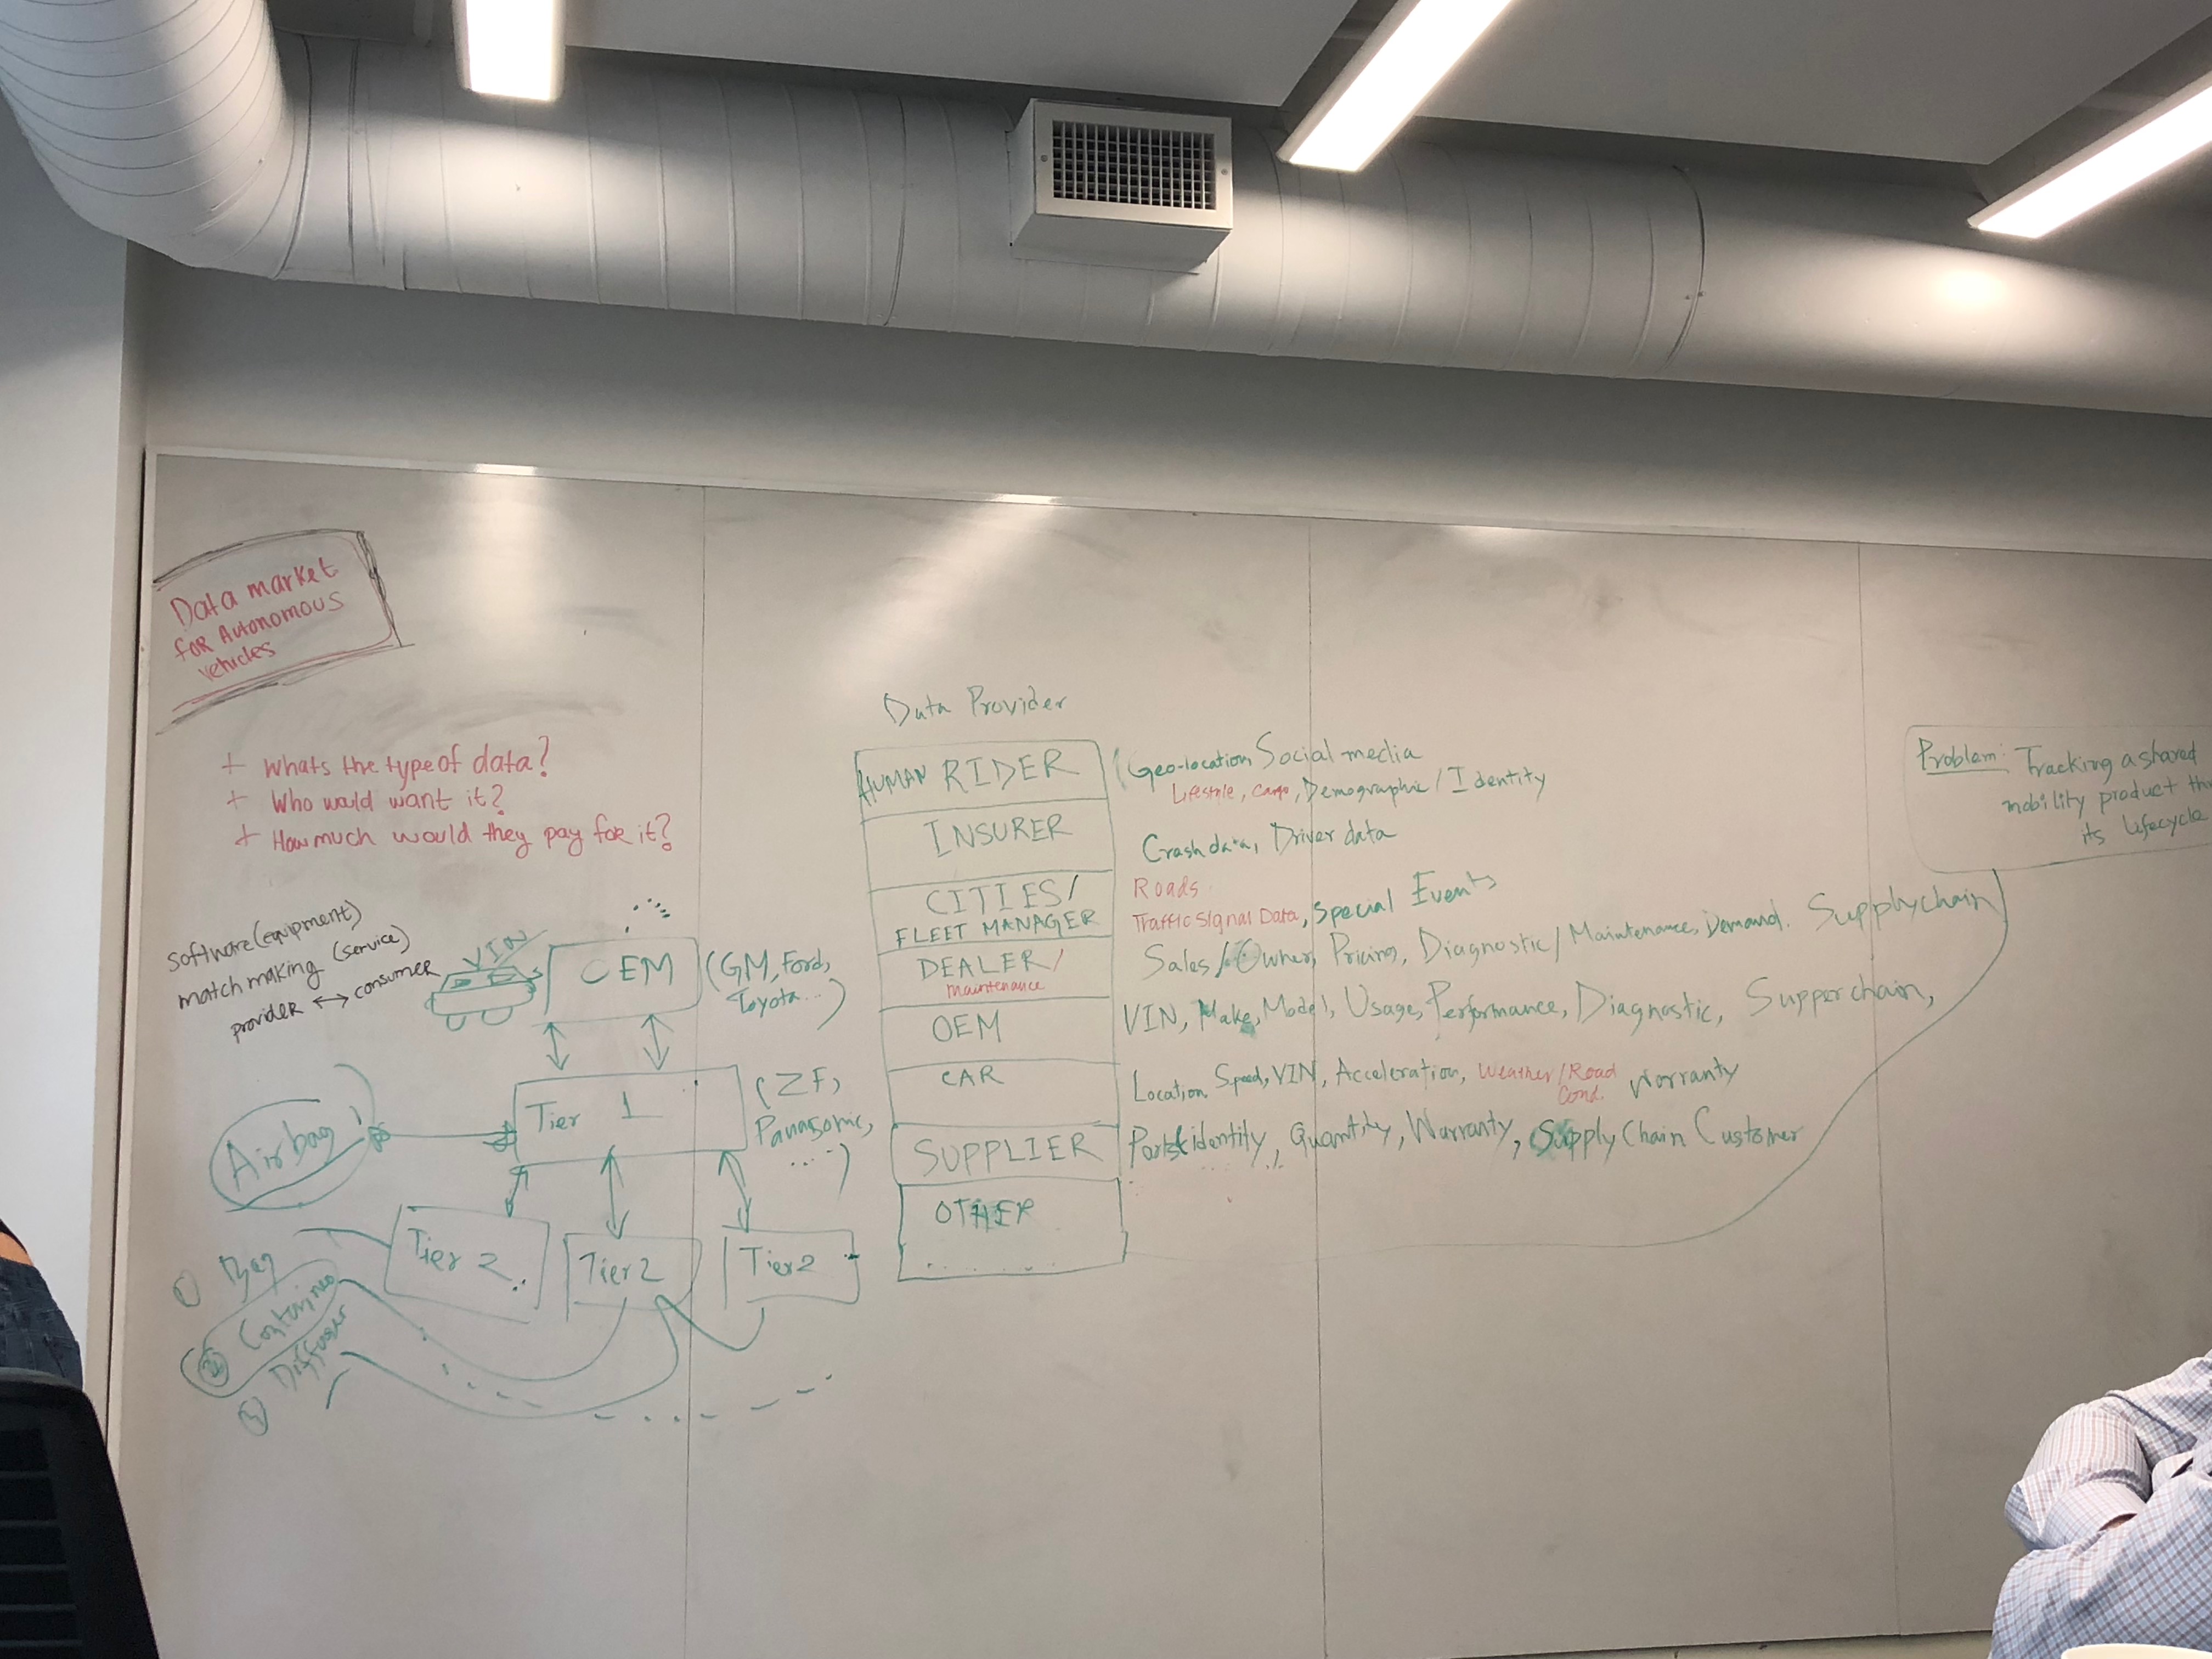 Data market
foR Autonomous
vehicles
+ Whats the type of data?
+ Who would want it?
+ How much would they pay for it?
software (equipment)
match making (service)
provider ↔ consumer
VIN
OEM
(GM, Ford,
Toyota...)
Tier 1
(ZF,
Panasonic,
....)
Airbag
Tier 2
Tier 2
Tier 2
① Bag
②
③ Diffuser
Data Provider
HUMAN RIDER
Geo-location Social media
Lifestyle, Cargo, Demographic / Identity
INSURER
Crash data, Driver data
CITIES/
FLEET MANAGER
Roads
Traffic Signal Data, Special Events
DEALER/
maintenance
Sales/Owner, Pricing, Diagnostic/Maintenance, Demand. Supplychain
OEM
VIN, Make, Model, Usage, Performance, Diagnostic, Supperchain,
CAR
Location Speed, VIN, Acceleration, Weather/Road Warranty
Cond.
SUPPLIER
Parts identity, Quantity, Warranty, Supply Chain Customer
OTHER
.......
Problem: Tracking a shared
mobility product
its Lifecycle